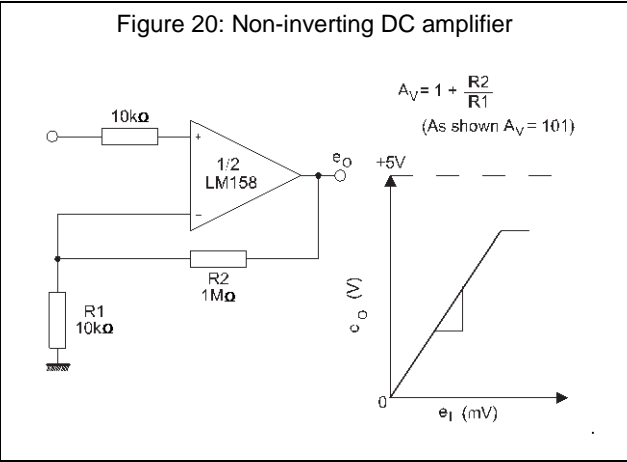 Figure 20: Non-inverting DC amplifier
A_V = 1 + R2/R1
(As shown A_V = 101)
10kΩ
+
1/2
LM158
-
e_O
R2
1MΩ
R1
10kΩ
+5V
e_O (V)
0
e_I (mV)